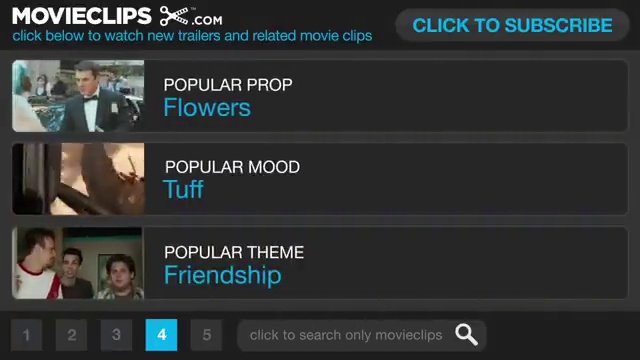 MOVIECLIPS .COM
click below to watch new trailers and related movie clips
CLICK TO SUBSCRIBE
POPULAR PROP
Flowers
POPULAR MOOD
Tuff
POPULAR THEME
Friendship
1 2 3 4 5
click to search only movieclips